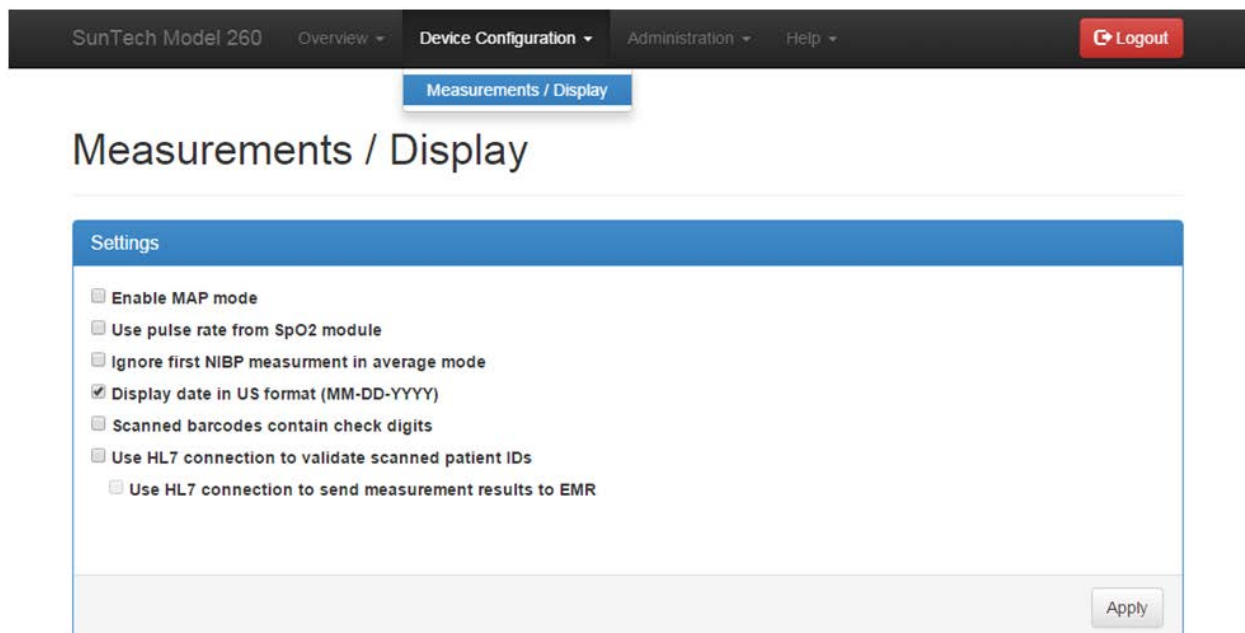 SunTech Model 260 Overview Device Configuration Administration Help Logout
Measurements / Display
Measurements / Display
Settings
Enable MAP mode
Use pulse rate from SpO2 module
Ignore first NIBP measurment in average mode
Display date in US format (MM-DD-YYYY)
Scanned barcodes contain check digits
Use HL7 connection to validate scanned patient IDs
Use HL7 connection to send measurement results to EMR
Apply